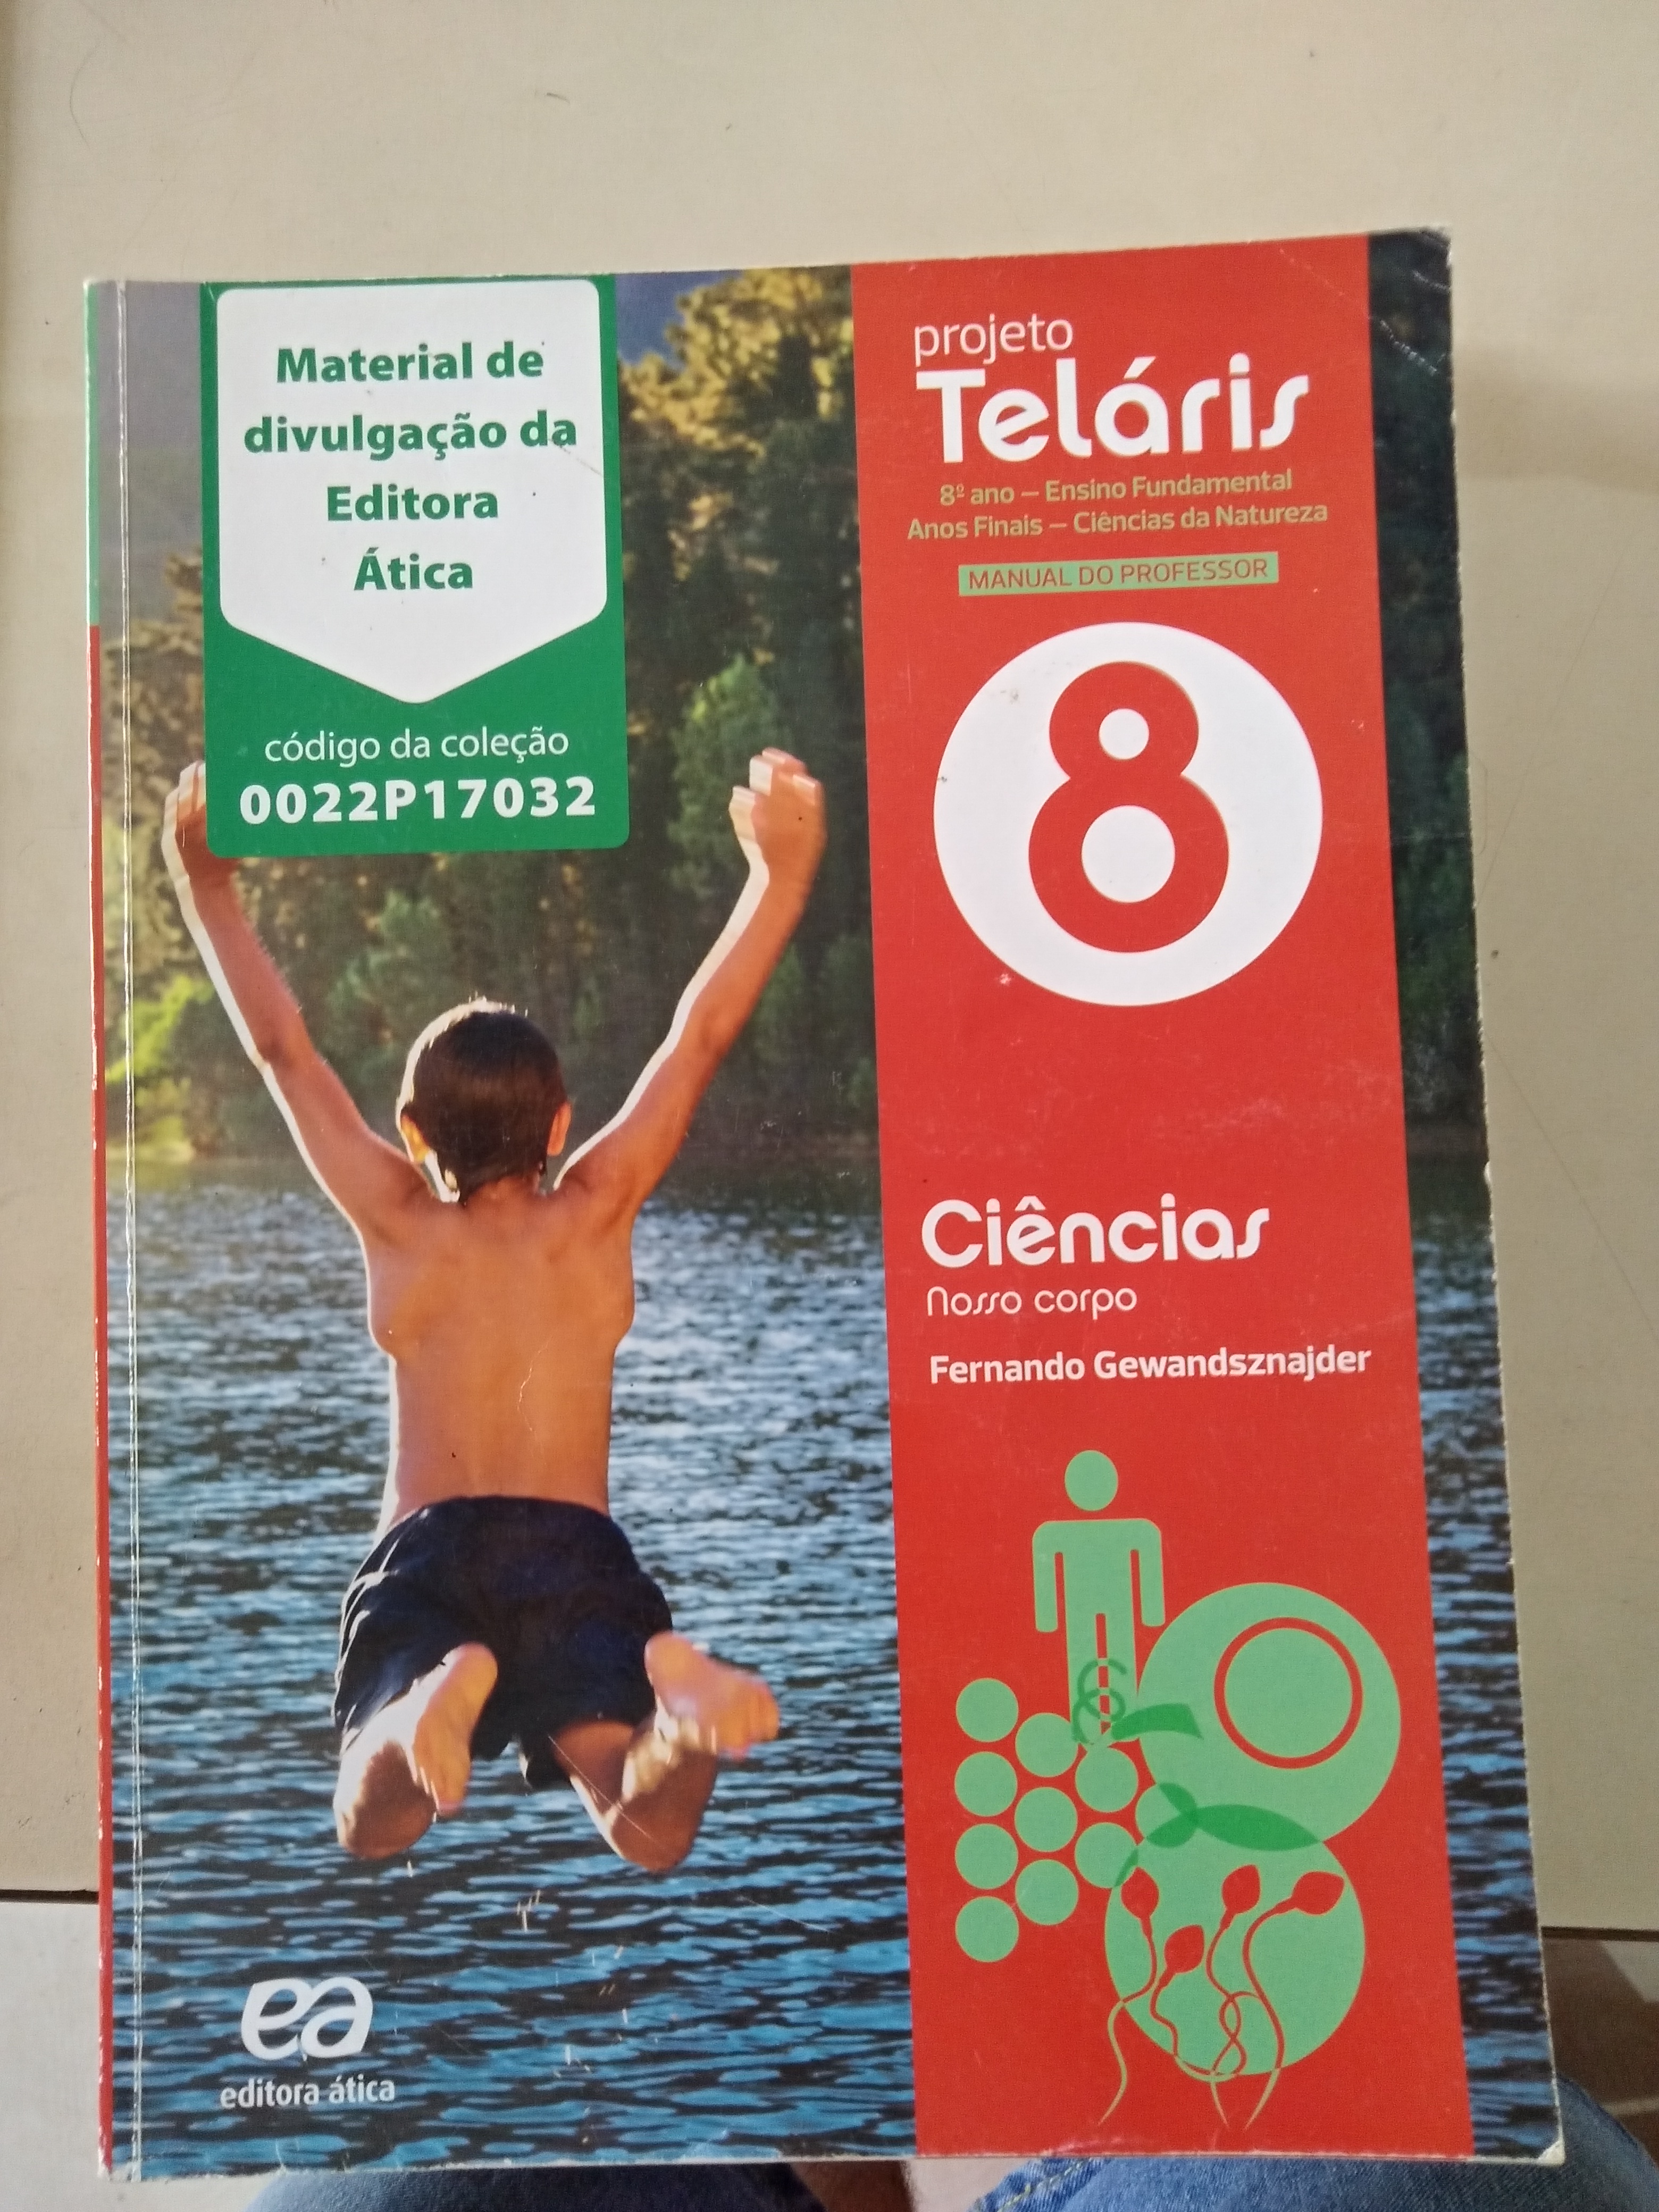 Material de
divulgação da
Editora
Ática
código da coleção
0022P17032
projeto
Teláris
8º ano – Ensino Fundamental
Anos Finais – Ciências da Natureza
MANUAL DO PROFESSOR
8
Ciências
Nosso corpo
Fernando Gewandsznajder
ea
editora ática